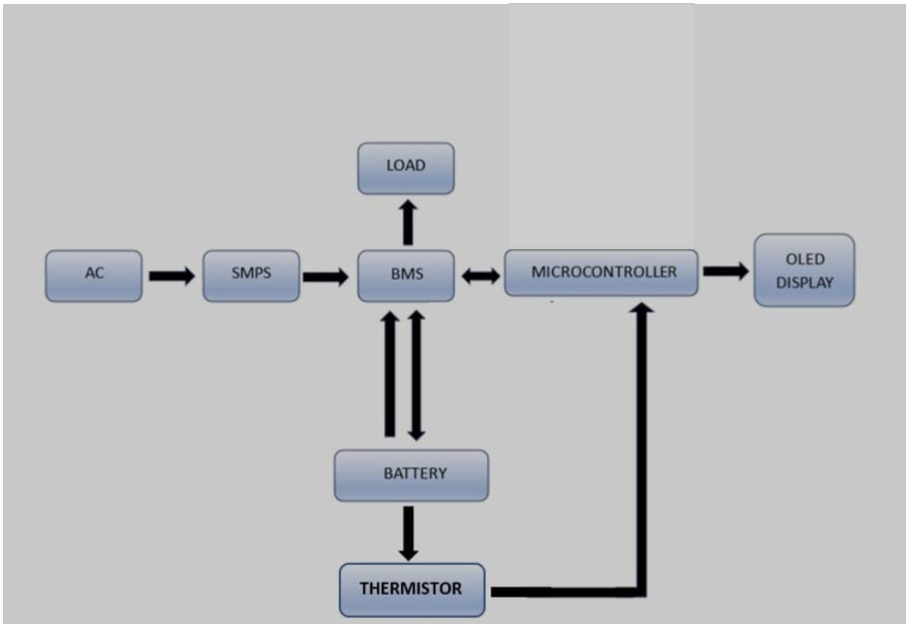 LOAD
AC
SMPS
BMS
MICROCONTROLLER
OLED
DISPLAY
BATTERY
THERMISTOR